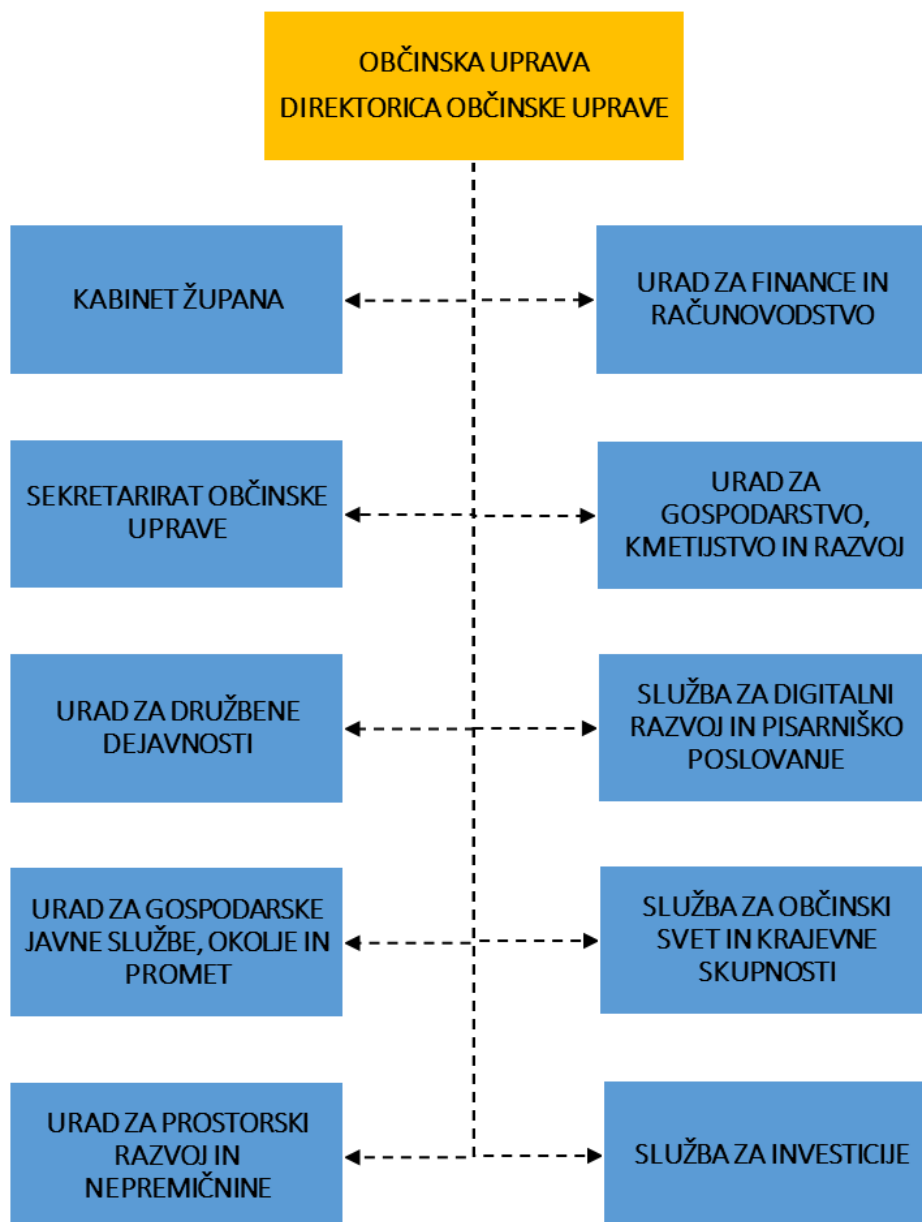 OBČINSKA UPRAVA
DIREKTORICA OBČINSKE UPRAVE
KABINET ŽUPANA
URAD ZA FINANCE IN
RAČUNOVODSTVO
SEKRETARIRAT OBČINSKE
UPRAVE
URAD ZA
GOSPODARSTVO,
KMETIJSTVO IN RAZVOJ
URAD ZA DRUŽBENE
DEJAVNOSTI
SLUŽBA ZA DIGITALNI
RAZVOJ IN PISARNIŠKO
POSLOVANJE
URAD ZA GOSPODARSKE
JAVNE SLUŽBE, OKOLJE IN
PROMET
SLUŽBA ZA OBČINSKI
SVET IN KRAJEVNE
SKUPNOSTI
URAD ZA PROSTORSKI
RAZVOJ IN
NEPREMIČNINE
SLUŽBA ZA INVESTICIJE